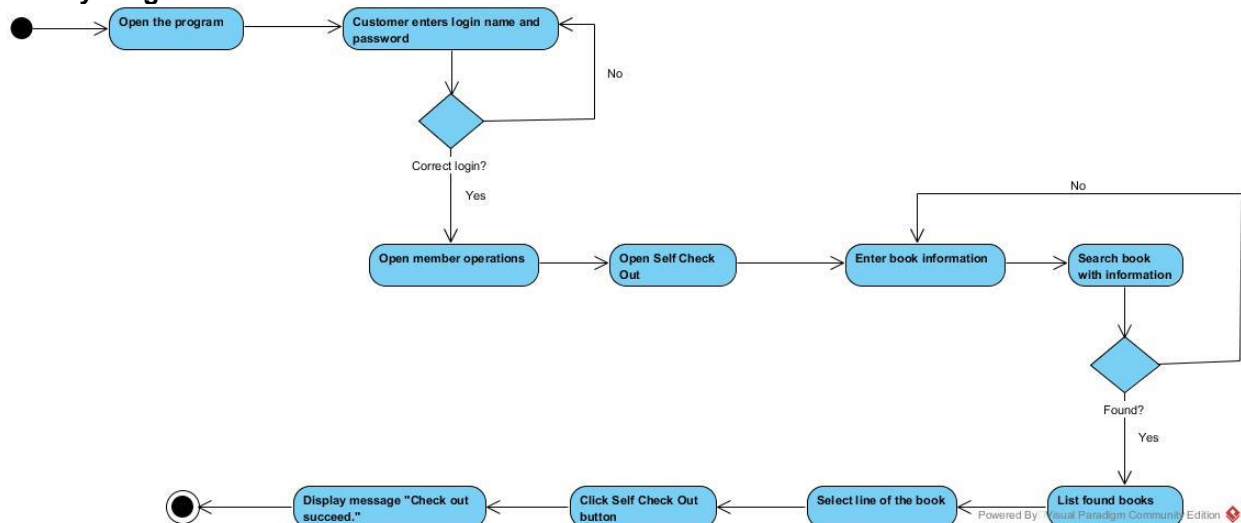 Open the program
Customer enters login name and
password
No
Correct login?
Yes
No
Open member operations
Open Self Check
Out
Enter book information
Search book
with information
Found?
Yes
Display message "Check out
succeed."
Click Self Check Out
button
Select line of the book
List found books
Powered By Visual Paradigm Community Edition